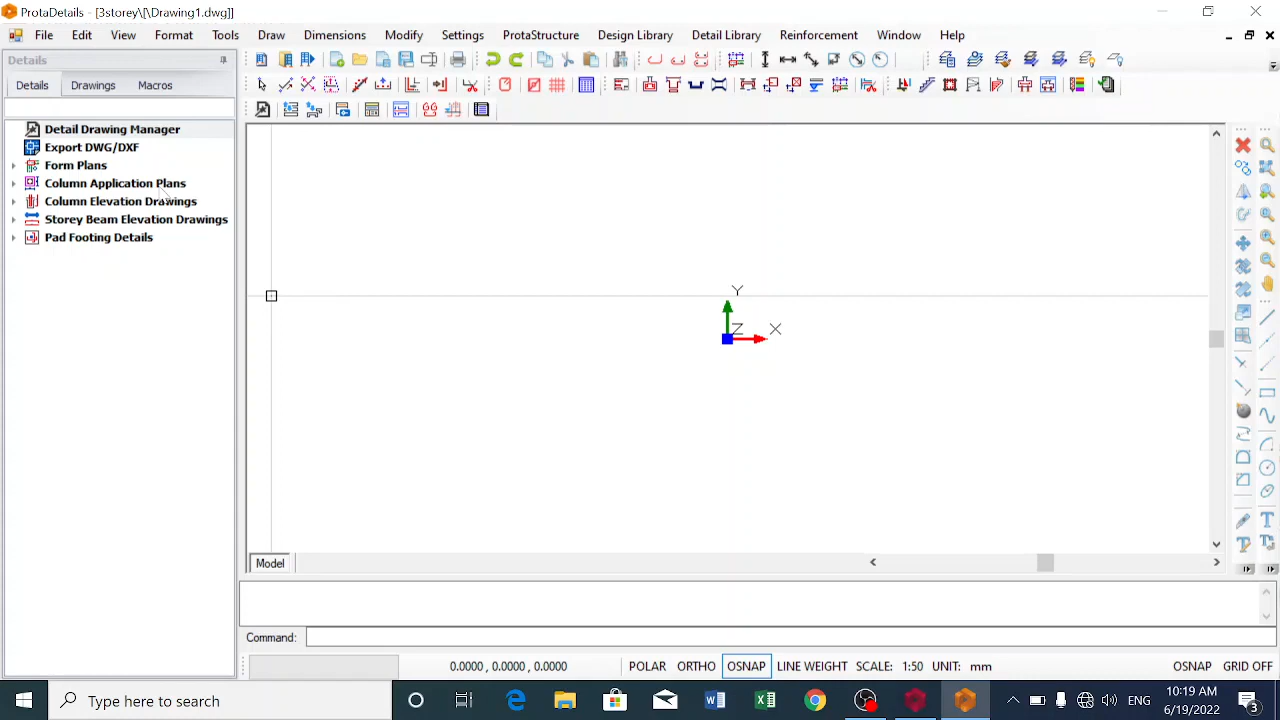 ProtaDetails - [3storey\[\Drawing1.dwg]]
File Edit View Format Tools Draw Dimensions Modify Settings ProtaStructure Design Library Detail Library Reinforcement Window Help
Details
Details Drawings Macros
Detail Drawing Manager
Export DWG/DXF
Form Plans
Column Application Plans
Column Elevation Drawings
Storey Beam Elevation Drawings
Pad Footing Details
Y
Z X
Model
Command:
0.0000 , 0.0000 , 0.0000 POLAR ORTHO OSNAP LINE WEIGHT SCALE: 1:50 UNIT: mm OSNAP GRID OFF
Type here to search
ENG
10:19 AM
6/19/2022
3